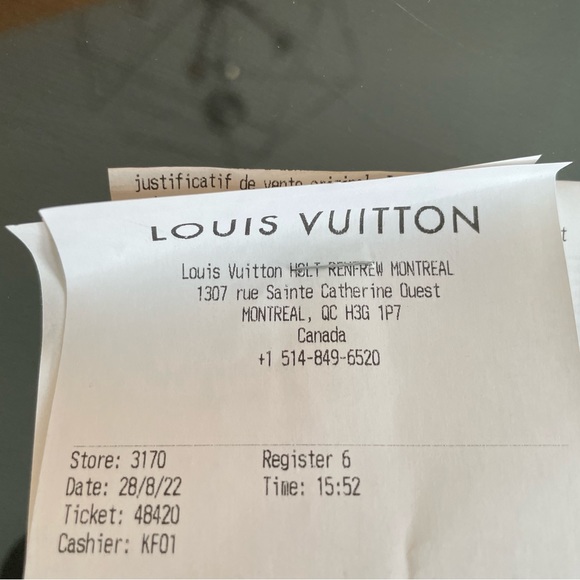 justificatif de vente
LOUIS VUITTON
Louis Vuitton HOLT RENFREW MONTREAL
1307 rue Sainte Catherine Ouest
MONTREAL, QC H3G 1P7
Canada
+1 514-849-6520
Store: 3170 Register 6
Date: 28/8/22 Time: 15:52
Ticket: 48420
Cashier: KF01